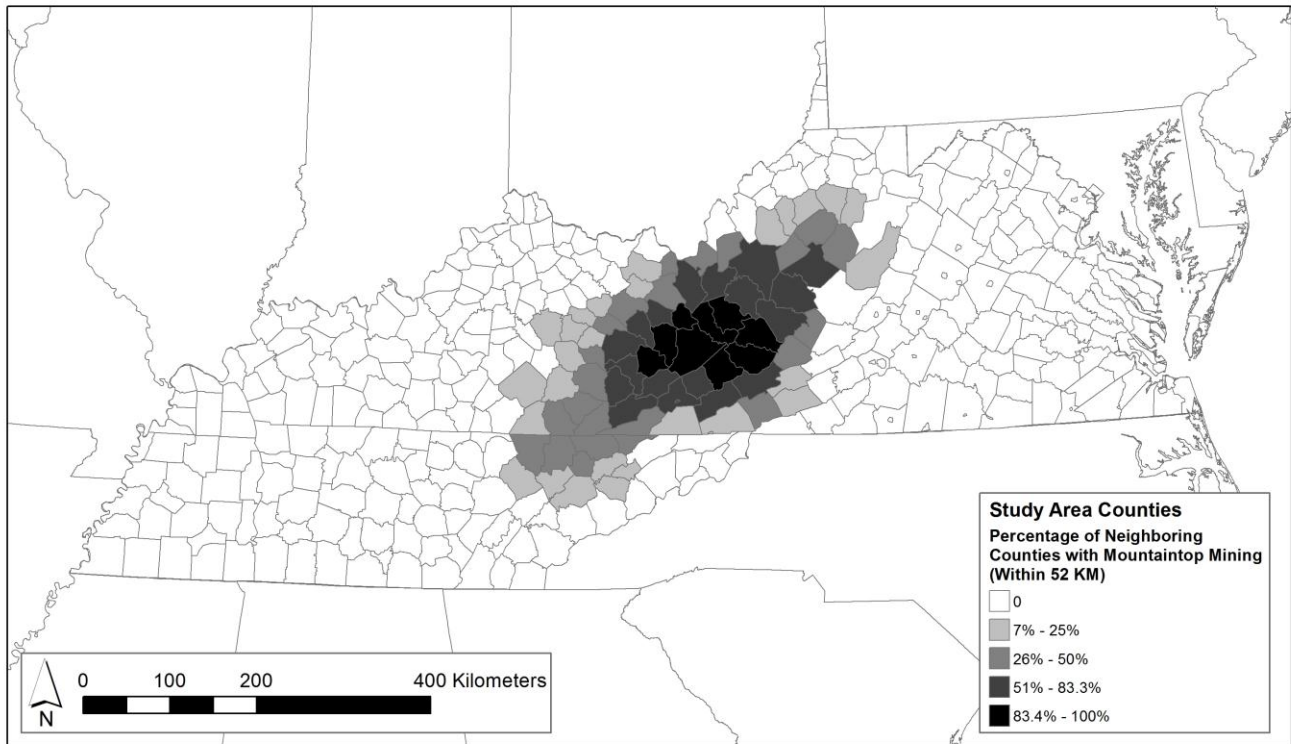 Study Area Counties
Percentage of Neighboring
Counties with Mountaintop Mining
(Within 52 KM)
0
7% - 25%
26% - 50%
51% - 83.3%
83.4% - 100%
0 100 200 400 Kilometers
N